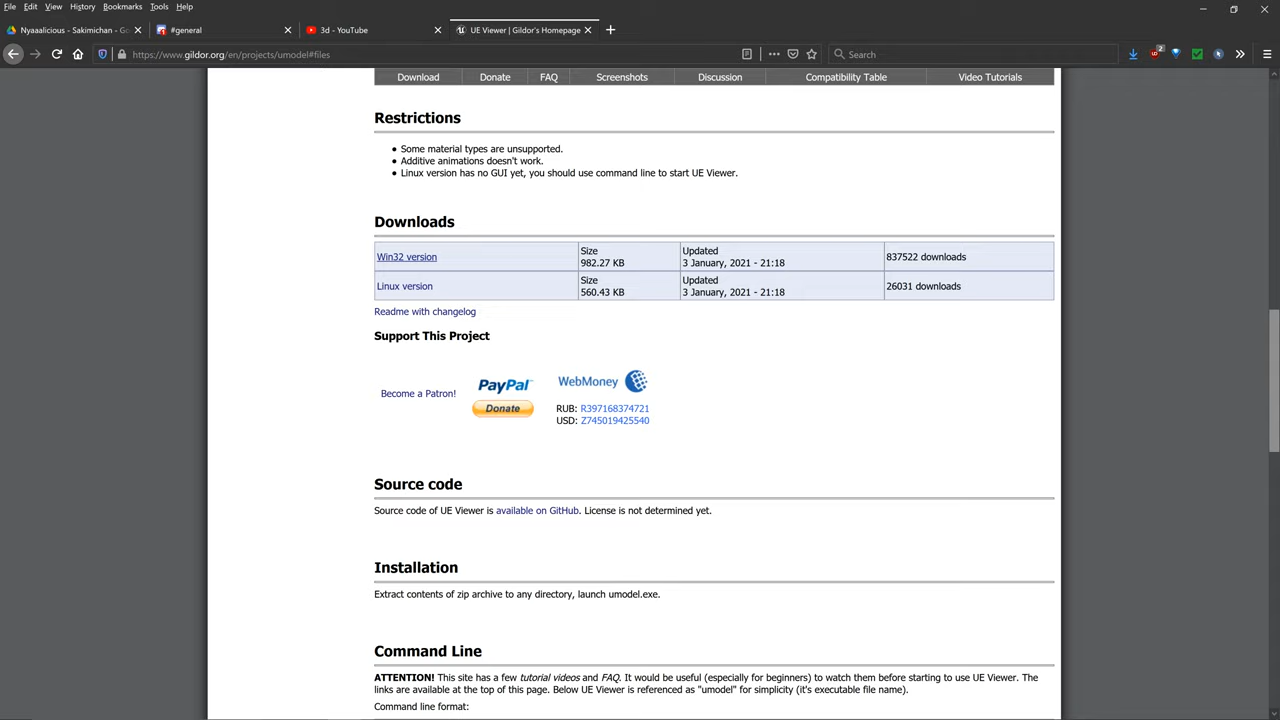 File Edit View History Bookmarks Tools Help
Nyaaalicious - Sakimichan - Go
#general
3d - YouTube
UE Viewer | Gildor's Homepage
https://www.gildor.org/en/projects/umodel#files
Search
2
Download Donate FAQ Screenshots Discussion Compatibility Table Video Tutorials
Restrictions
Some material types are unsupported.
Additive animations doesn't work.
Linux version has no GUI yet, you should use command line to start UE Viewer.
Downloads
Win32 version Size 982.27 KB Updated 3 January, 2021 - 21:18 837522 downloads
Linux version Size 560.43 KB Updated 3 January, 2021 - 21:18 26031 downloads
Readme with changelog
Support This Project
Become a Patron!
PayPal
Donate
WebMoney
RUB: R397168374721
USD: Z745019425540
Source code
Source code of UE Viewer is available on GitHub. License is not determined yet.
Installation
Extract contents of zip archive to any directory, launch umodel.exe.
Command Line
ATTENTION! This site has a few tutorial videos and FAQ. It would be useful (especially for beginners) to watch them before starting to use UE Viewer. The
links are available at the top of this page. Below UE Viewer is referenced as "umodel" for simplicity (it's executable file name).
Command line format: